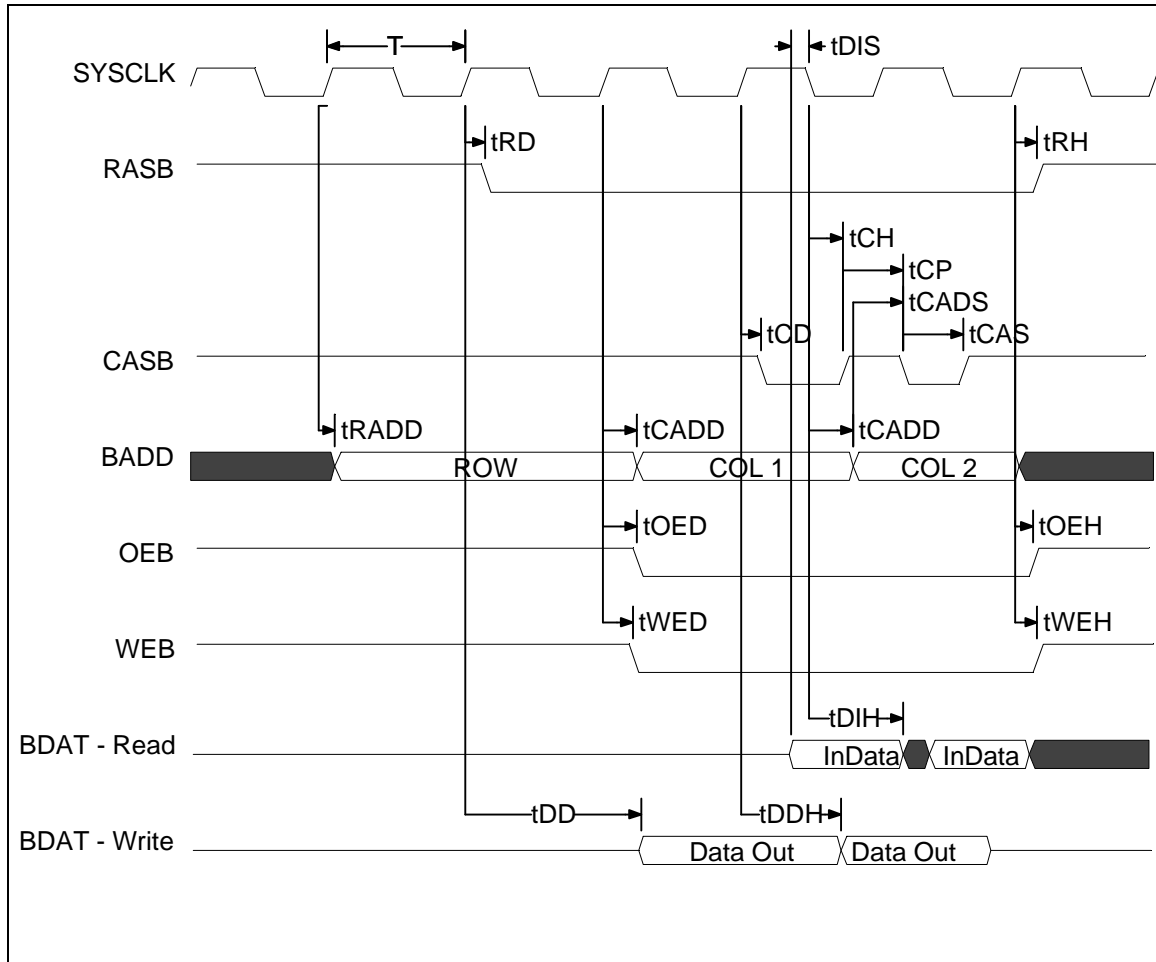 T
tDIS
SYSCLK
tRD
tRH
RASB
tCH
tCP
tCADS
tCD
tCAS
CASB
tRADD
tCADD
tCADD
BADD
ROW
COL 1
COL 2
tOED
tOEH
OEB
tWED
tWEH
WEB
tDIH
BDAT - Read
InData
InData
tDD
tDDH
BDAT - Write
Data Out
Data Out